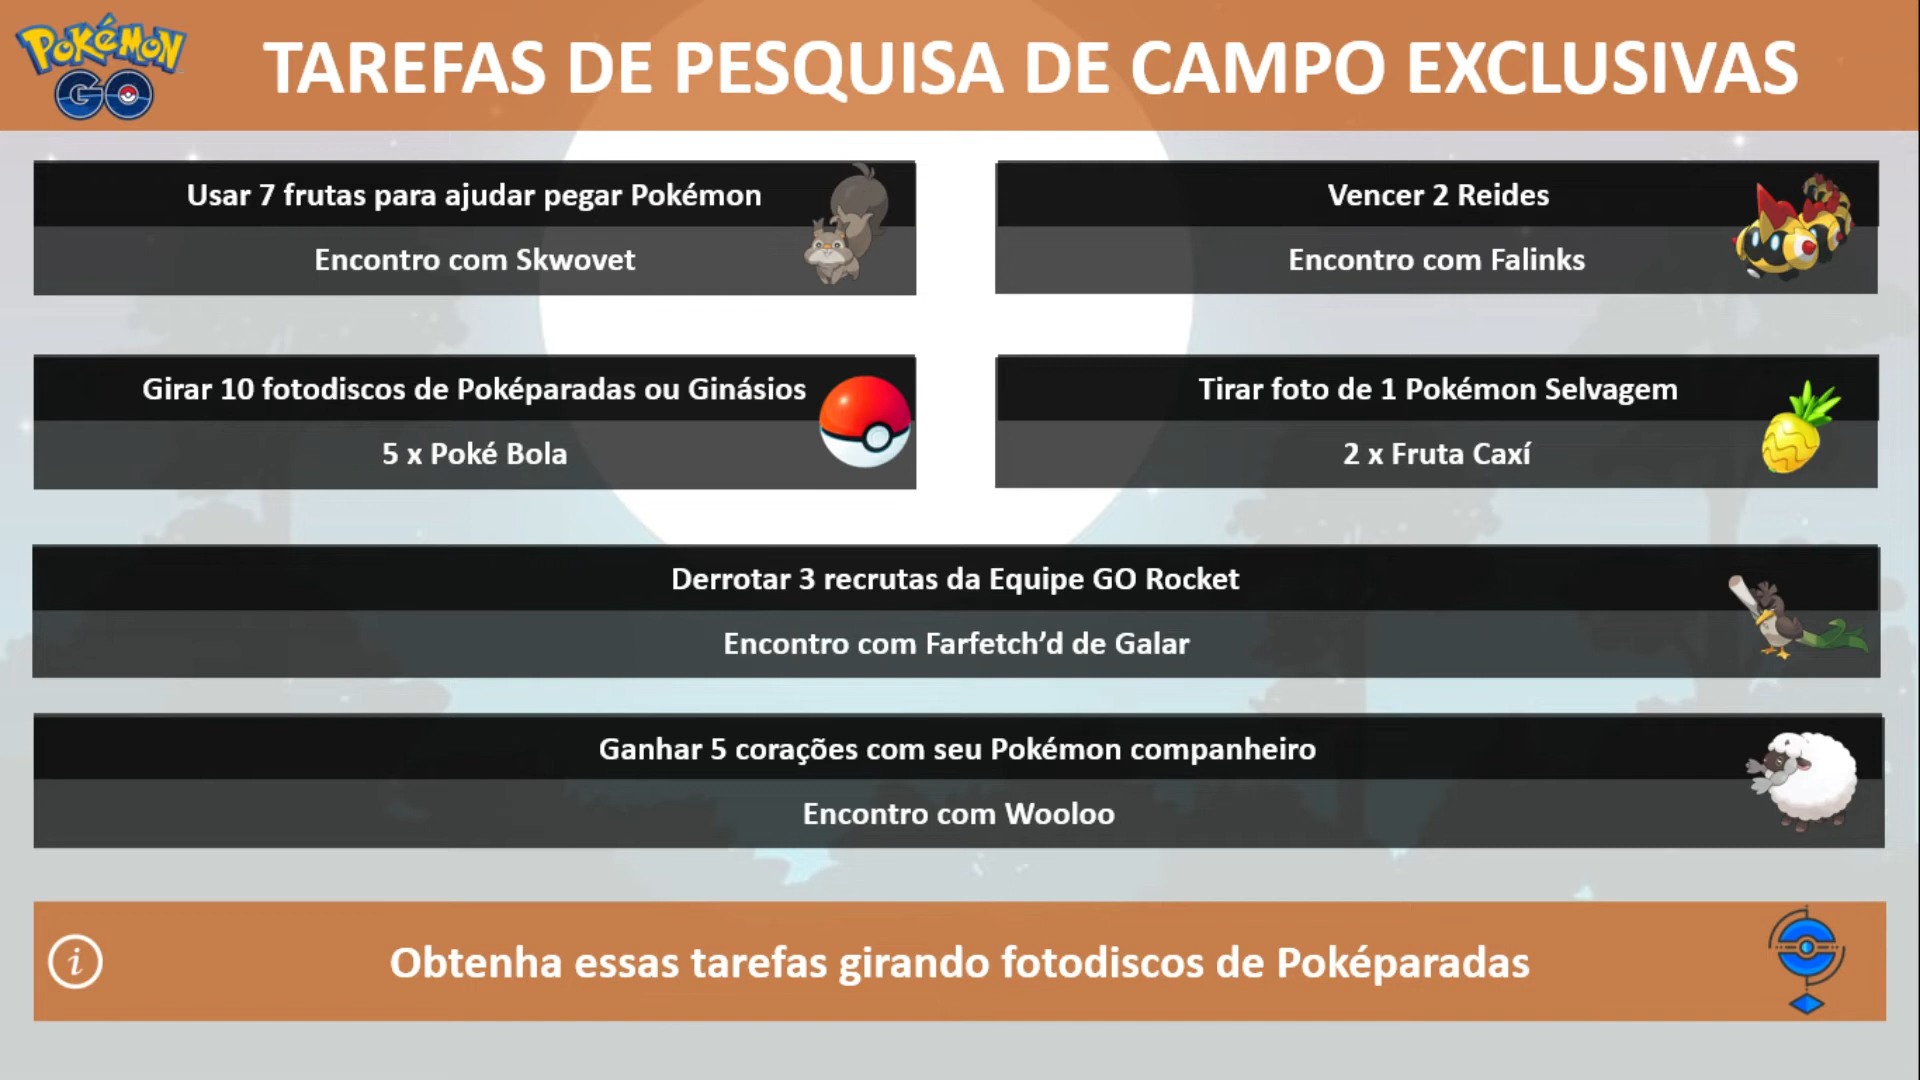 POKÉMON
GO
TAREFAS DE PESQUISA DE CAMPO EXCLUSIVAS
Usar 7 frutas para ajudar pegar Pokémon
Encontro com Skwovet
Vencer 2 Reides
Encontro com Falinks
Girar 10 fotodiscos de Poképaradas ou Ginásios
5 x Poké Bola
Tirar foto de 1 Pokémon Selvagem
2 x Fruta Caxí
Derrotar 3 recrutas da Equipe GO Rocket
Encontro com Farfetch’d de Galar
Ganhar 5 corações com seu Pokémon companheiro
Encontro com Wooloo
i
Obtenha essas tarefas girando fotodiscos de Poképaradas